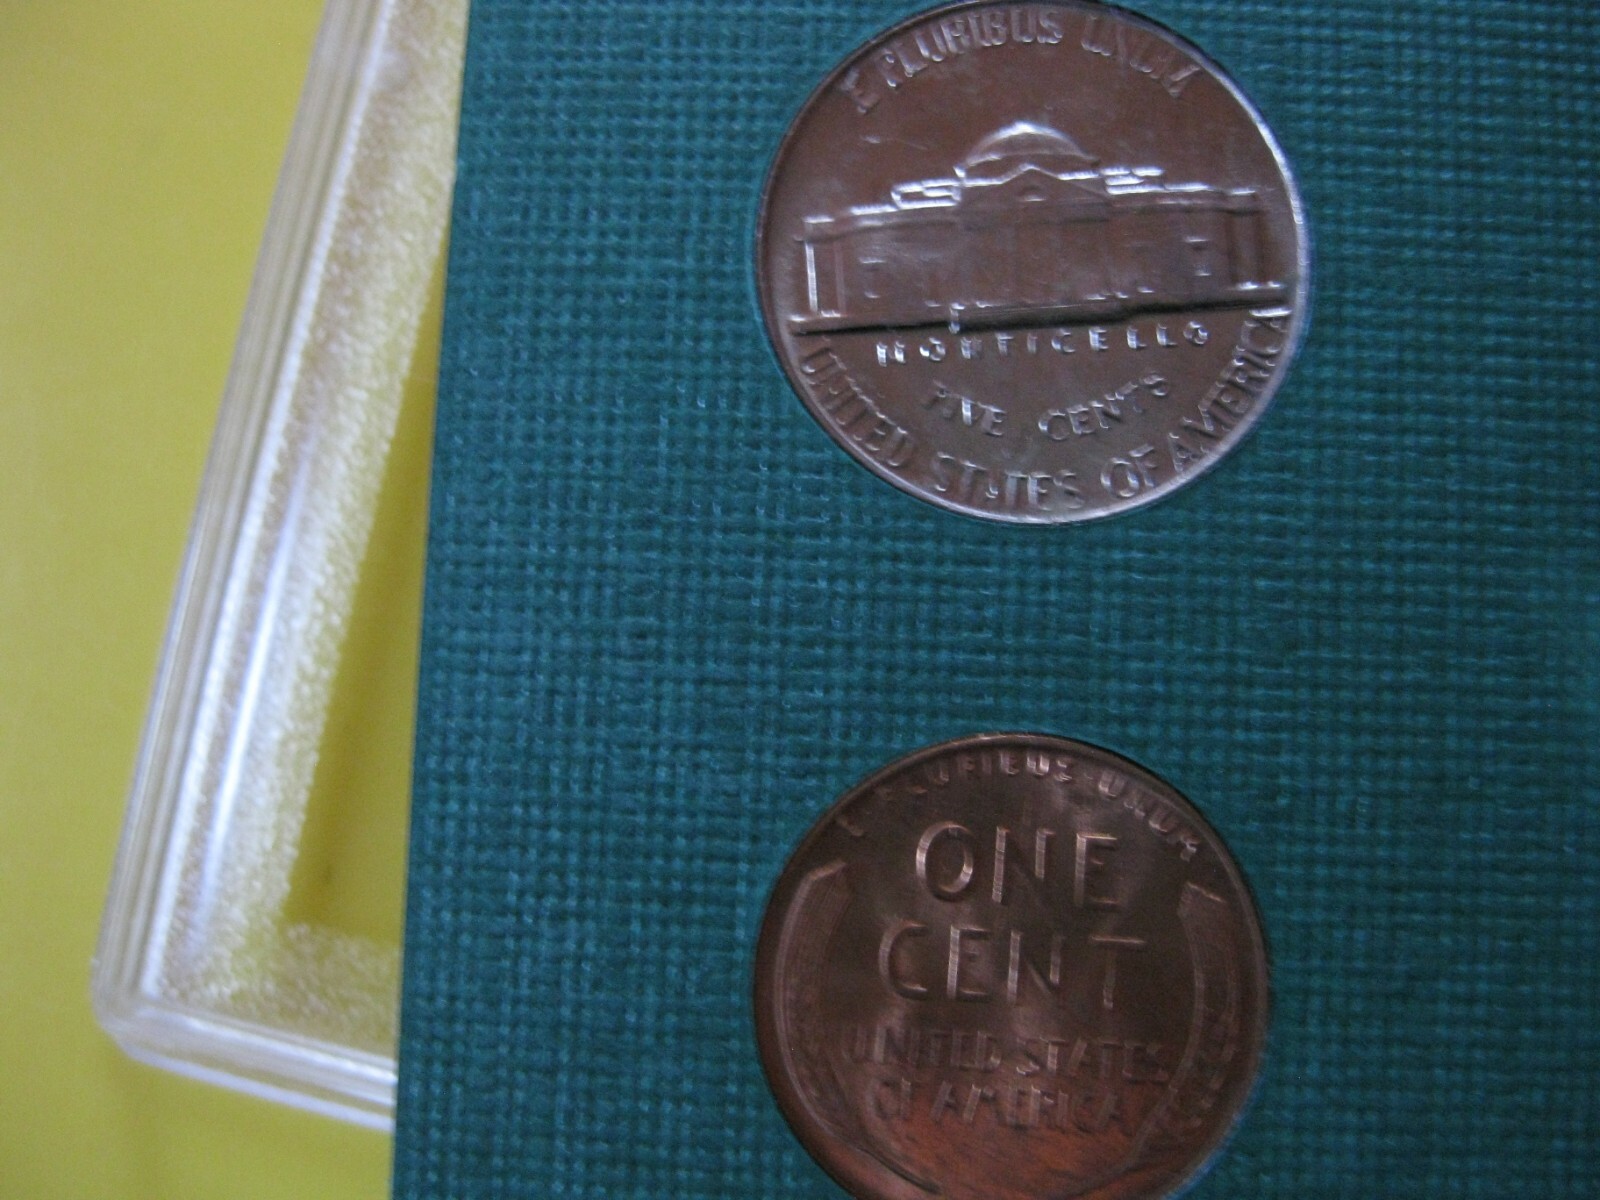 E PLURIBUS UNUM
MONTICELLO
FIVE CENTS
UNITED STATES OF AMERICA
E·PLURIBUS·UNUM
ONE
CENT
UNITED STATES
OF AMERICA